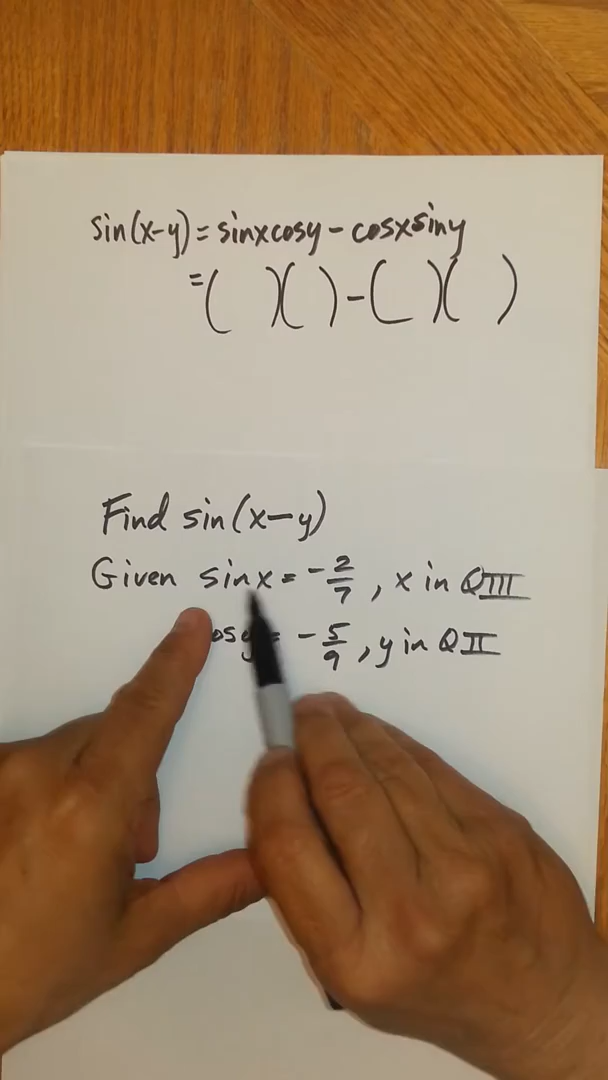 sin(x-y) = sinxcosy - cosxsiny
= ( )( ) - ( )( )
Find sin(x-y)
Given sinx = -2/7, x in QIII
= -5/9, y in QII